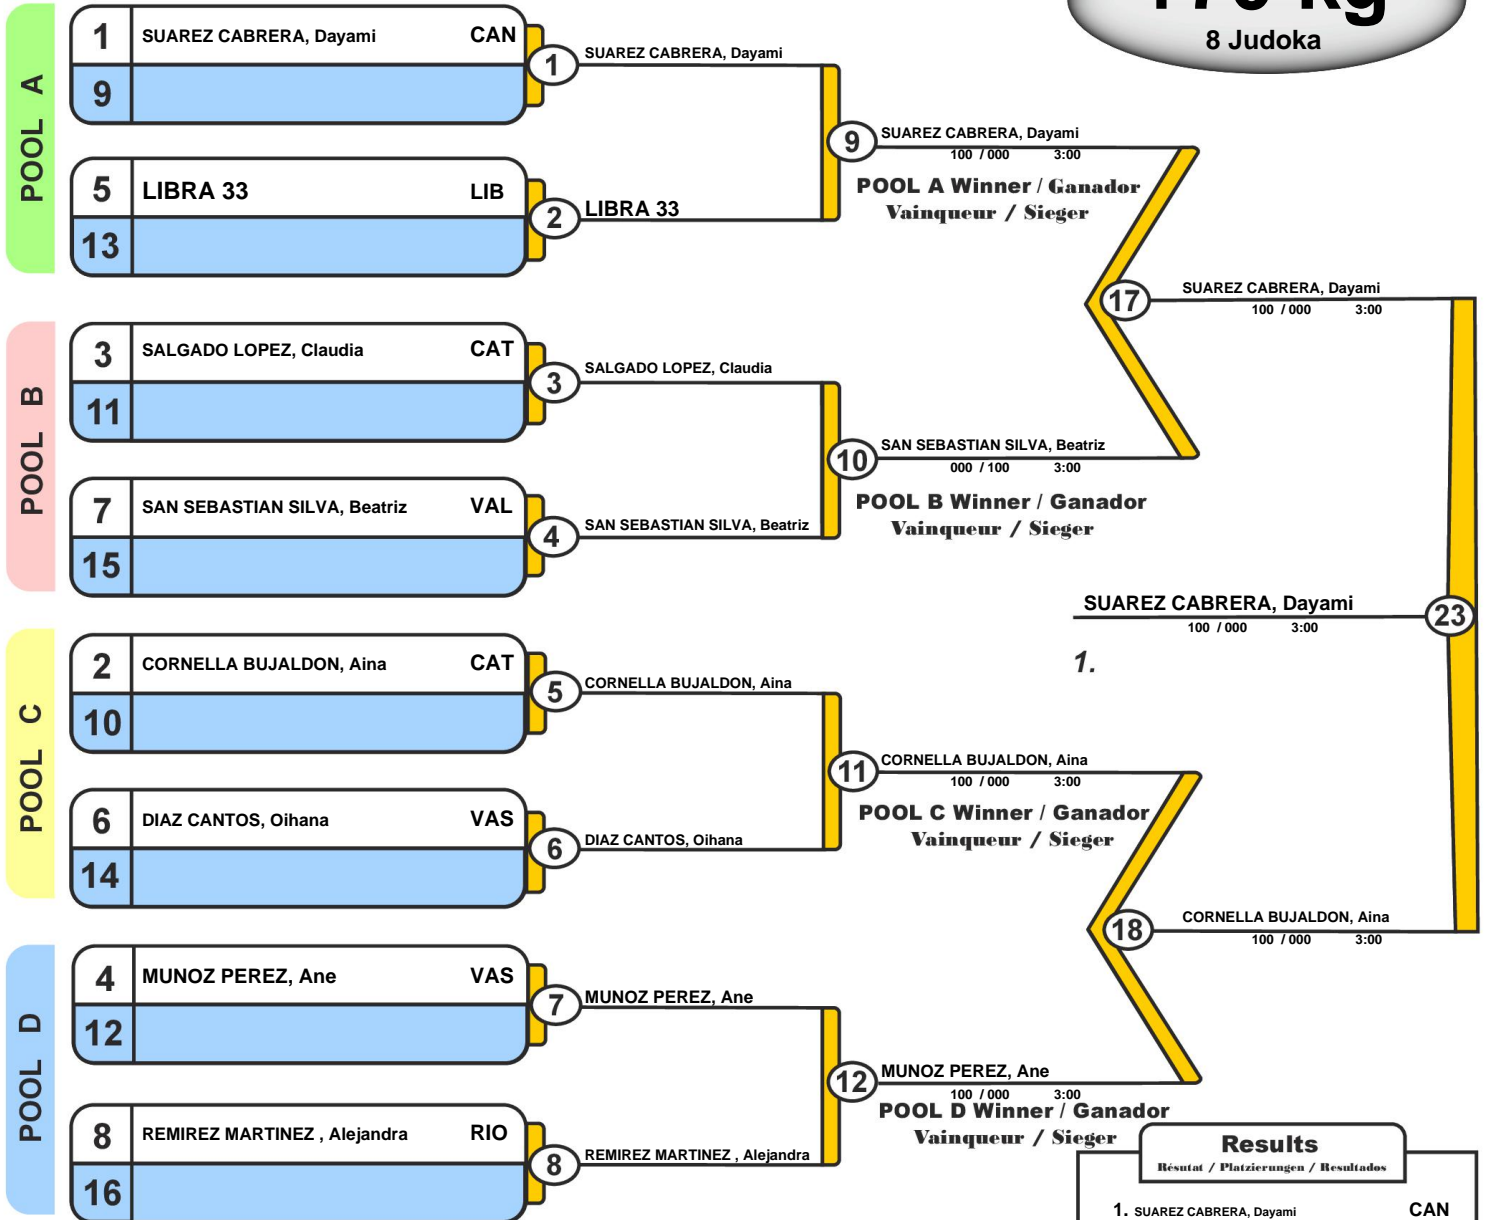 +70 kg
8 Judoka
POOL A
1 SUAREZ CABRERA, Dayami CAN
9
1 SUAREZ CABRERA, Dayami
5 LIBRA 33 LIB
13
2 LIBRA 33
9 SUAREZ CABRERA, Dayami
100 / 000 3:00
POOL A Winner / Ganador
Vainqueur / Sieger
POOL B
3 SALGADO LOPEZ, Claudia CAT
11
3 SALGADO LOPEZ, Claudia
7 SAN SEBASTIAN SILVA, Beatriz VAL
15
4 SAN SEBASTIAN SILVA, Beatriz
10 SAN SEBASTIAN SILVA, Beatriz
000 / 100 3:00
POOL B Winner / Ganador
Vainqueur / Sieger
17 SUAREZ CABRERA, Dayami
100 / 000 3:00
SUAREZ CABRERA, Dayami 23
100 / 000 3:00
1.
POOL C
2 CORNELLA BUJALDON, Aina CAT
10
5 CORNELLA BUJALDON, Aina
6 DIAZ CANTOS, Oihana VAS
14
6 DIAZ CANTOS, Oihana
11 CORNELLA BUJALDON, Aina
100 / 000 3:00
POOL C Winner / Ganador
Vainqueur / Sieger
18 CORNELLA BUJALDON, Aina
100 / 000 3:00
POOL D
4 MUNOZ PEREZ, Ane VAS
12
7 MUNOZ PEREZ, Ane
8 REMIREZ MARTINEZ , Alejandra RIO
16
8 REMIREZ MARTINEZ , Alejandra
12 MUNOZ PEREZ, Ane
100 / 000 3:00
POOL D Winner / Ganador
Vainqueur / Sieger
Results
Résutat / Platzierungen / Resultados
1. SUAREZ CABRERA, Dayami CAN